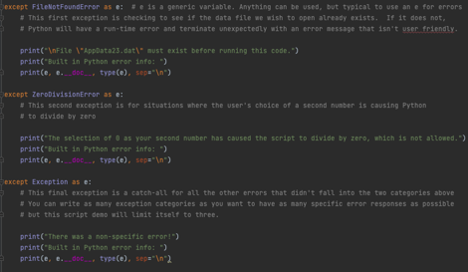 except FileNotFoundError as e:  # e is a generic variable. Anything can be used, but typical to use an e for errors
    # This first exception is checking to see if the data file we wish to open already exists.  If it does not,
    # Python will have a run-time error and terminate unexpectedly with an error message that isn't user friendly.
    print("\nFile \"AppData23.dat\" must exist before running this code.")
    print("Built in Python error info: ")
    print(e, e.__doc__, type(e), sep="\n")
except ZeroDivisionError as e:
    # This second exception is for situations where the user's choice of a second number is causing Python
    # to divide by zero
    print("The selection of 0 as your second number has caused the script to divide by zero, which is not allowed.")
    print("Built in Python error info: ")
    print(e, e.__doc__, type(e), sep="\n")
except Exception as e:
    # This final exception is a catch-all for all the other errors that didn't fall into the two categories above
    # You can write as many exception categories as you want to have as many specific error responses as possible
    # but this script demo will limit itself to three.
    print("There was a non-specific error!")
    print("Built in Python error info: ")
    print(e, e.__doc__, type(e), sep="\n")